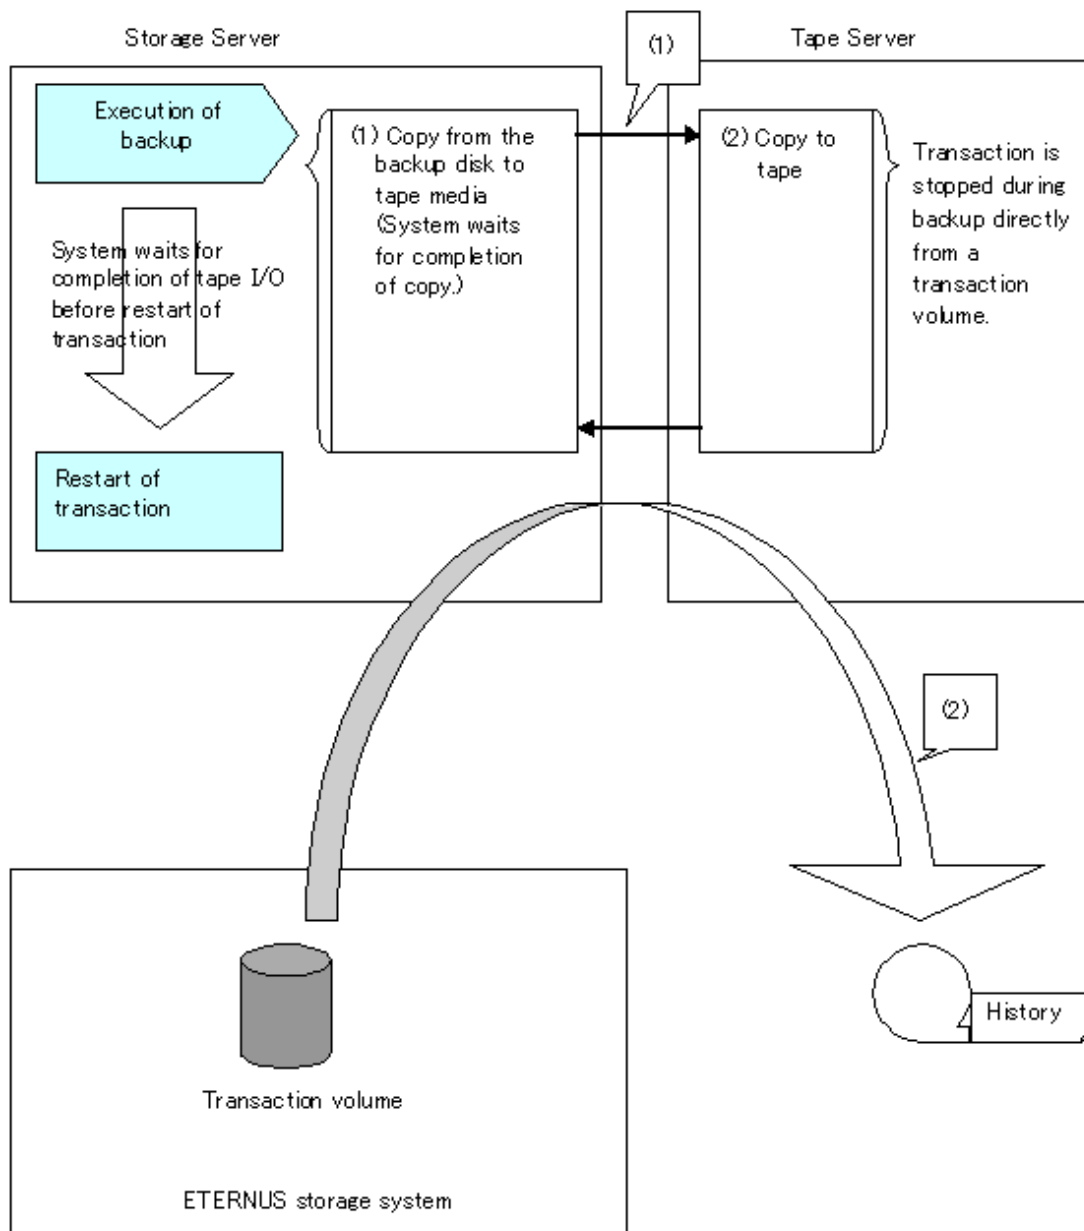 Storage Server
(1)
Tape Server
Execution of
backup
(1) Copy from the
backup disk to
tape media
(System waits
for completion
of copy.)
(2) Copy to
tape
Transaction is
stopped during
backup directly
from a
transaction
volume.
System waits for
completion of tape I/O
before restart of
transaction
Restart of
transaction
(2)
History
Transaction volume
ETERNUS storage system